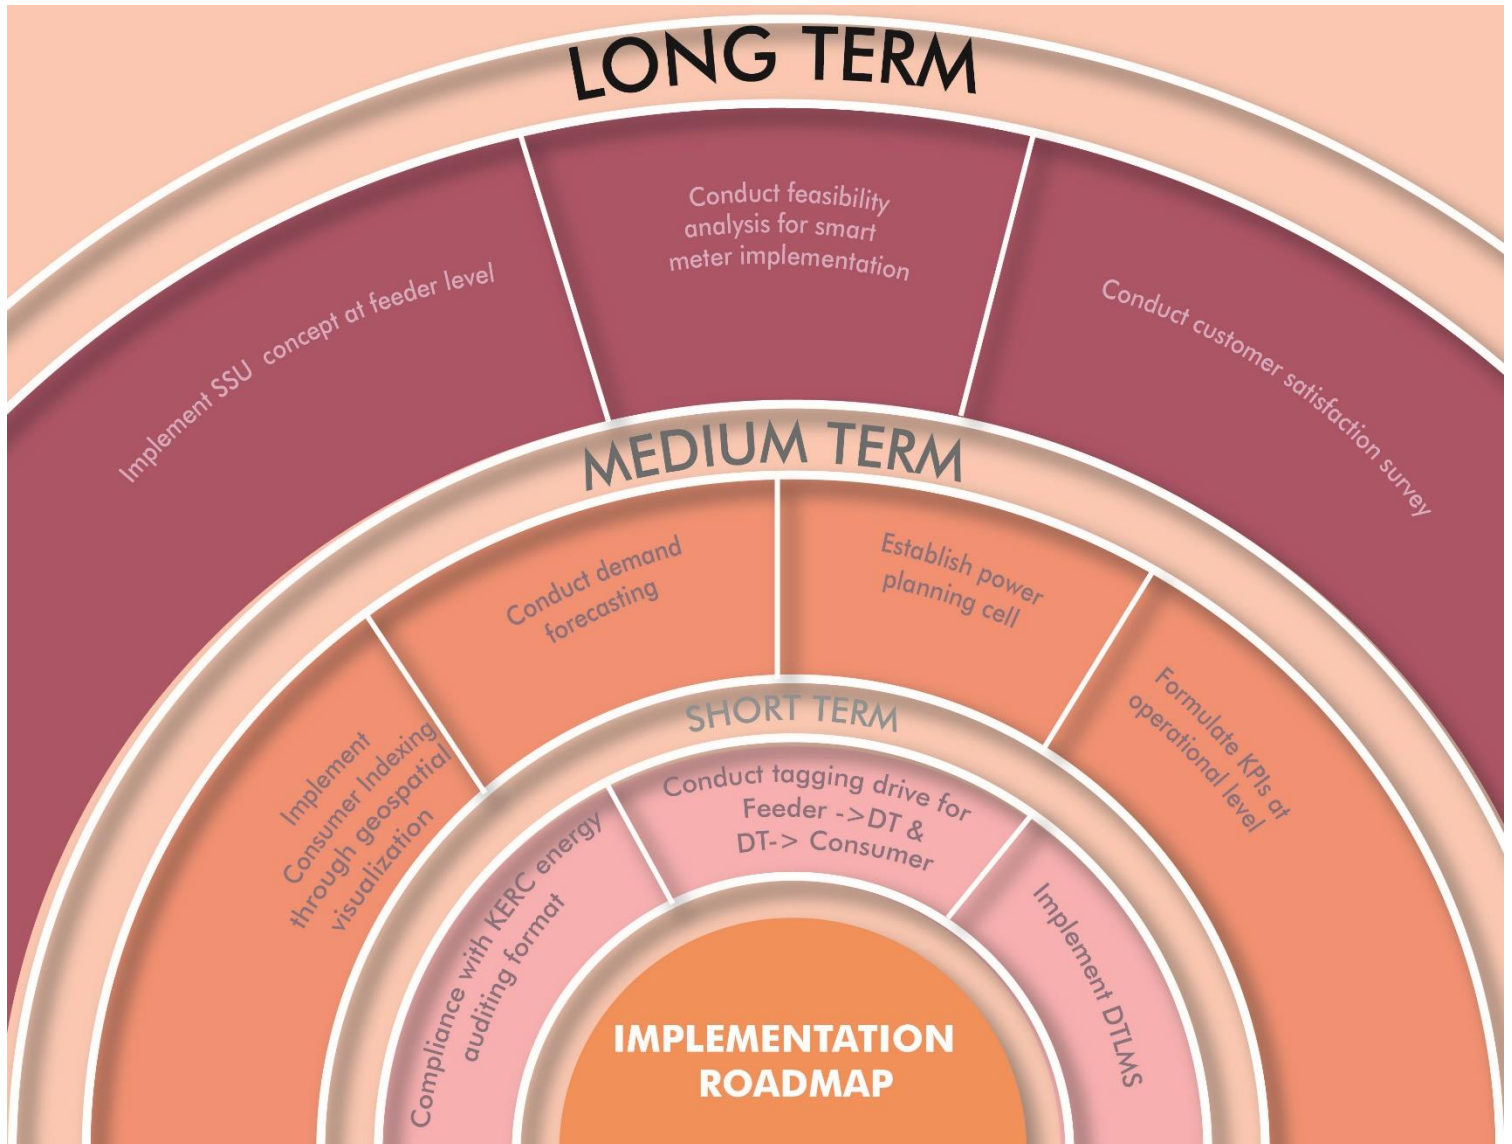 LONG TERM
Implement SSU concept at feeder level
Conduct feasibility
analysis for smart
meter implementation
Conduct customer satisfaction survey
MEDIUM TERM
Implement
Consumer Indexing
through geospatial
visualization
Conduct demand
forecasting
Establish power
planning cell
Formulate KPIs at
operational level
SHORT TERM
Compliance with KERC energy
auditing format
Conduct tagging drive for
Feeder ->DT &
DT-> Consumer
Implement DTLMS
IMPLEMENTATION
ROADMAP